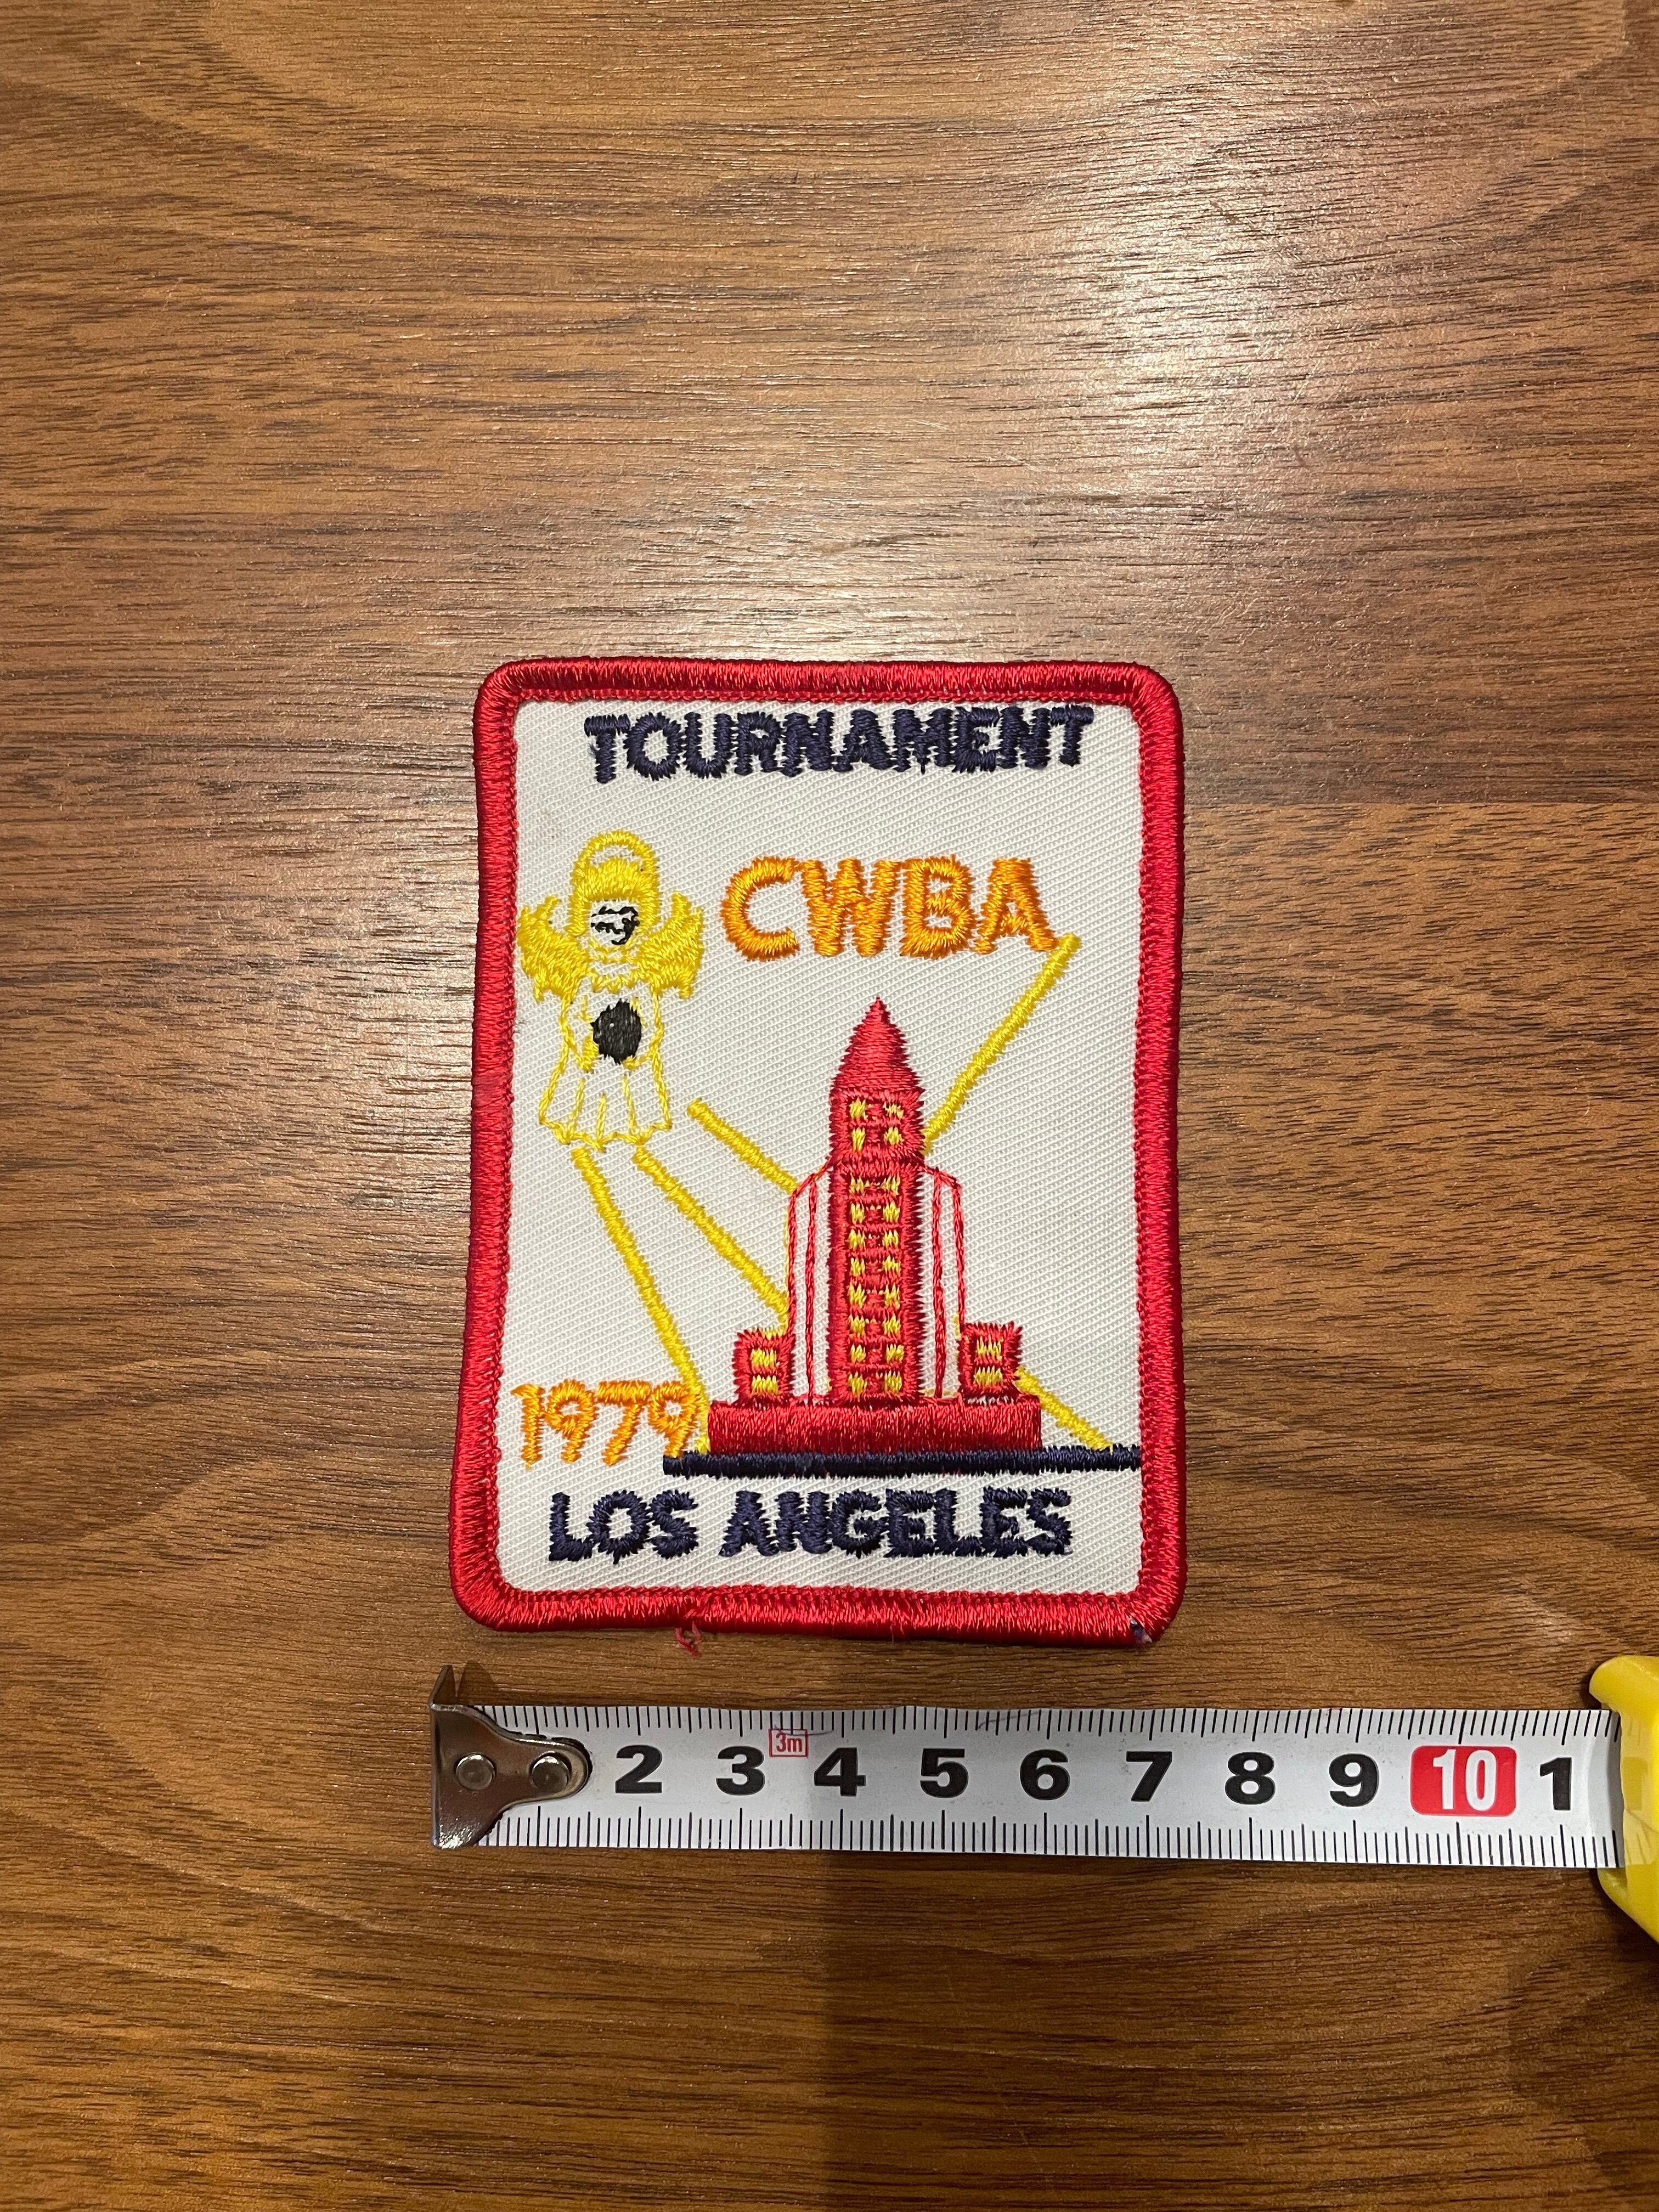 TOURNAMENT
CWBA
1979
LOS ANGELES
3m
2 3 4 5 6 7 8 9 10 1